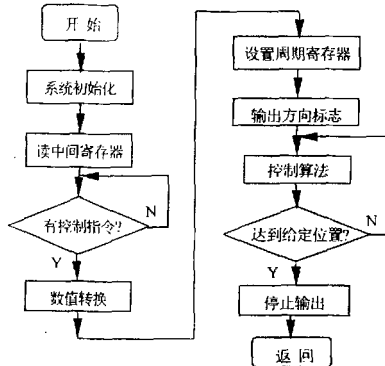 开 始
系统初始化
读中间寄存器
有控制指令?
N
Y
数值转换
设置周期寄存器
输出方向标志
控制算法
达到给定位置?
N
Y
停止输出
返 回